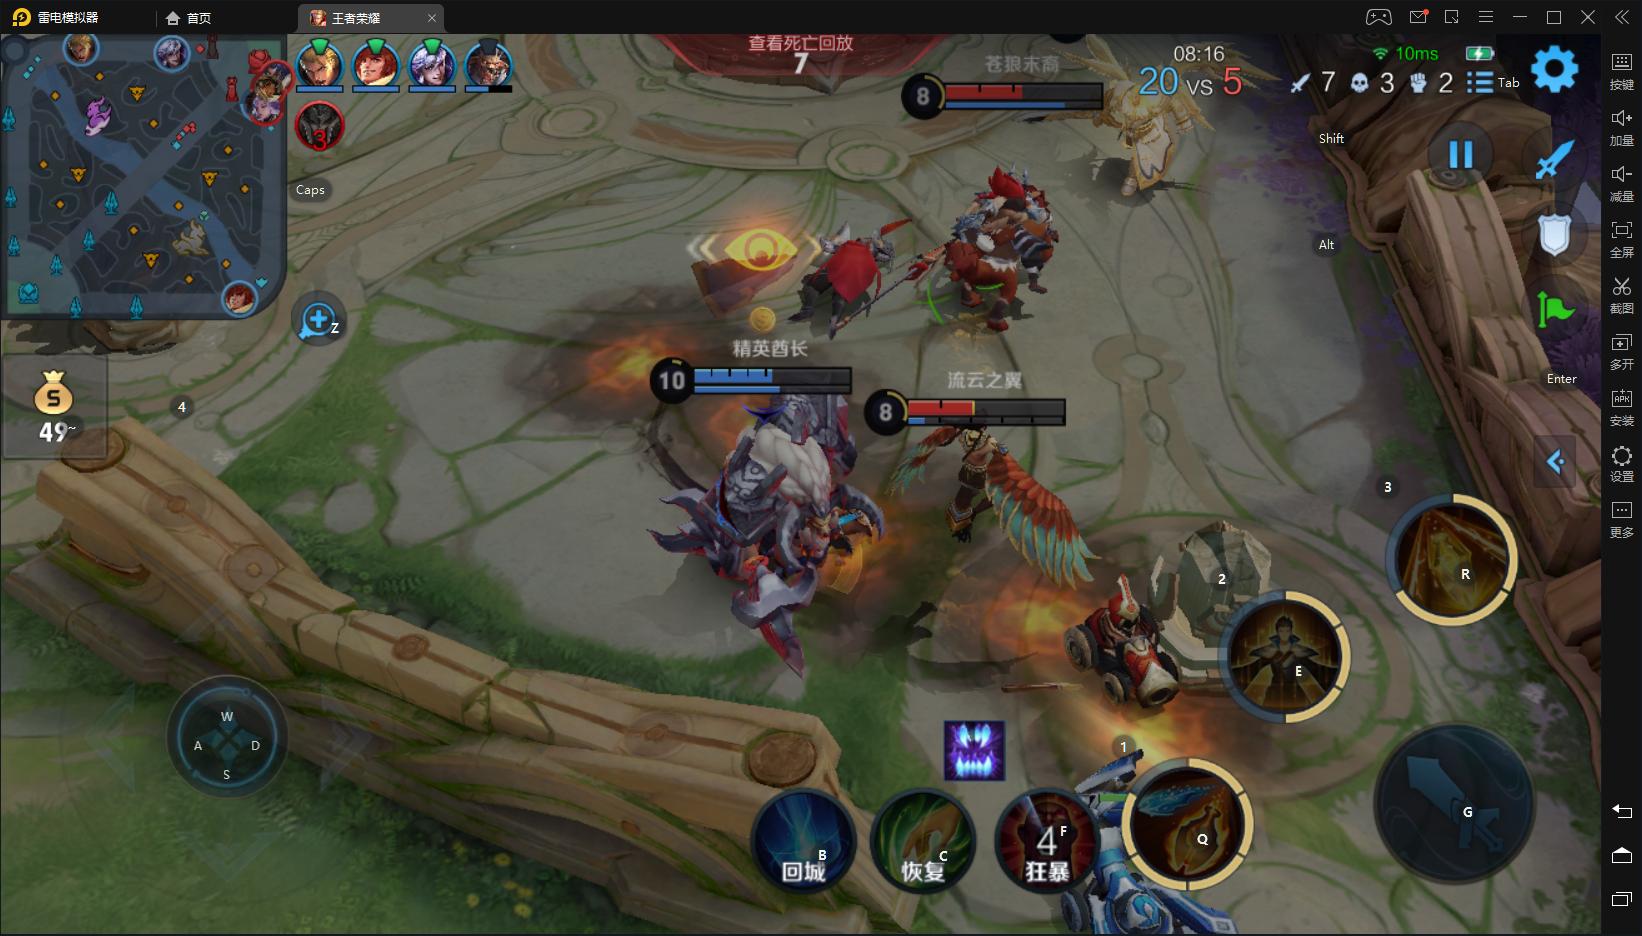 雷电模拟器
首页
王者荣耀
查看死亡回放
7
苍狼末裔
8
08:16
20 VS 5
10ms
7
3
2
Tab
Shift
Caps
3
Alt
Z
精英酋长
10
流云之翼
8
Enter
49~
4
3
R
2
E
W
A
D
S
1
B
回城
C
恢复
F
4
狂暴
Q
G
按键
加量
减量
全屏
截图
多开
APK
安装
设置
更多